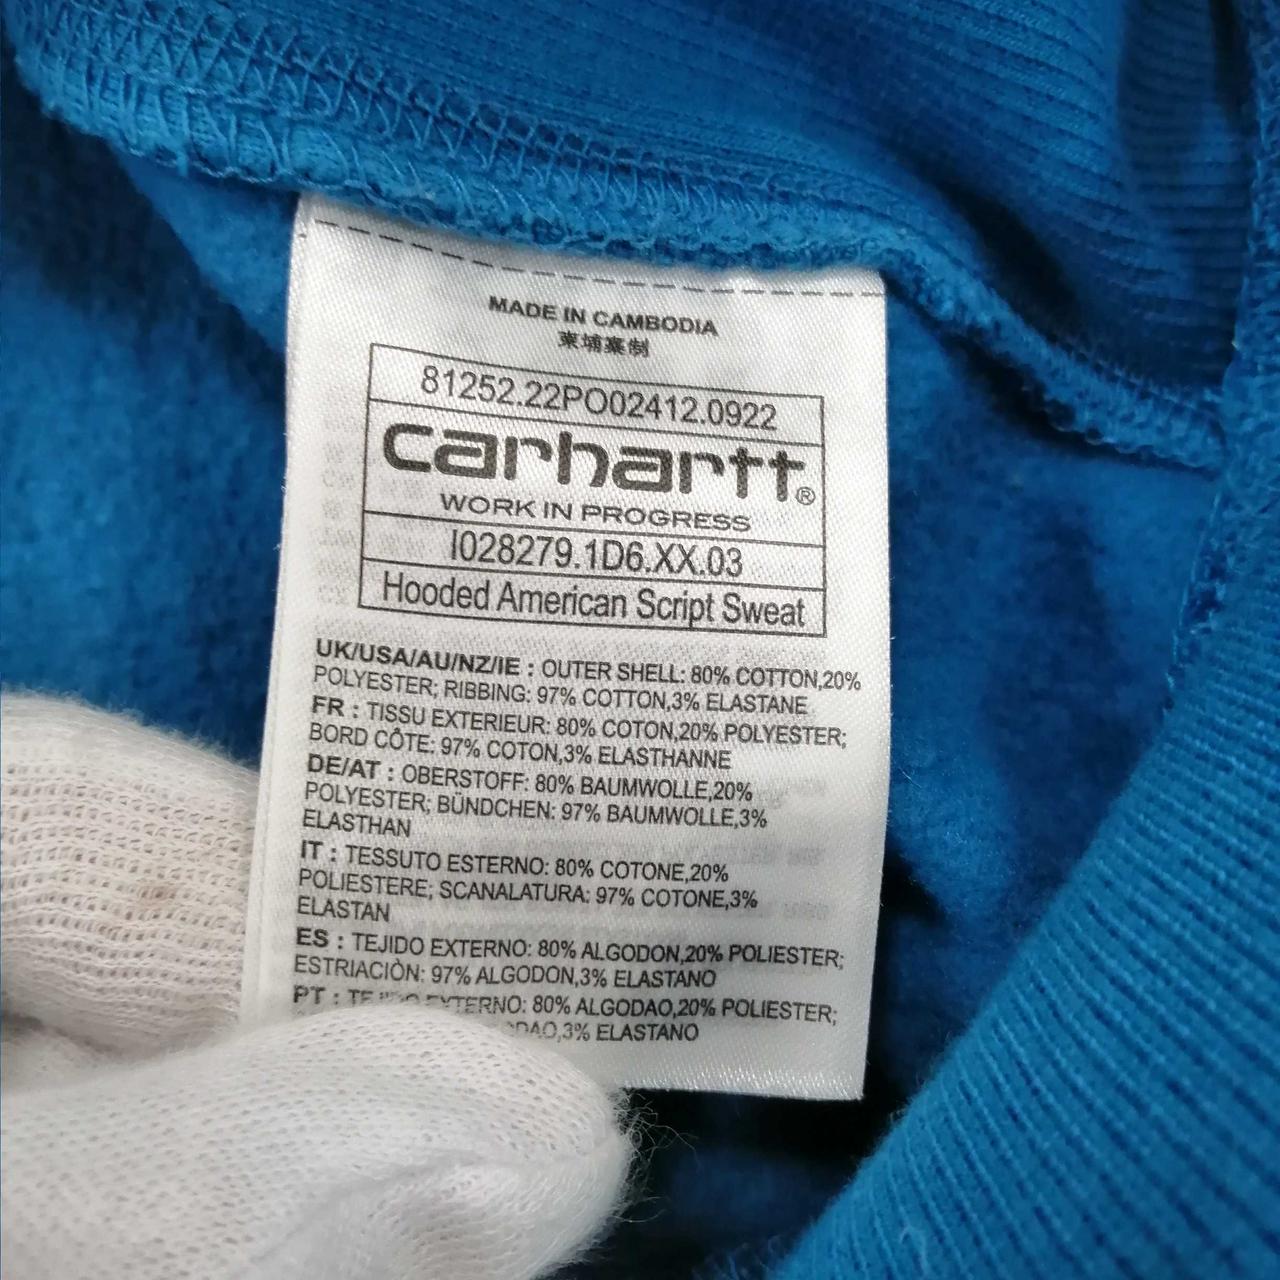 MADE IN CAMBODIA
柬埔寨制
81252.22PO02412.0922
carhartt®
WORK IN PROGRESS
I028279.1D6.XX.03
Hooded American Script Sweat
UK/USA/AU/NZ/IE : OUTER SHELL: 80% COTTON,20%
POLYESTER; RIBBING: 97% COTTON,3% ELASTANE
FR : TISSU EXTERIEUR: 80% COTON,20% POLYESTER;
BORD CÔTE: 97% COTON,3% ELASTHANNE
DE/AT : OBERSTOFF: 80% BAUMWOLLE,20%
POLYESTER; BÜNDCHEN: 97% BAUMWOLLE,3%
ELASTHAN
IT : TESSUTO ESTERNO: 80% COTONE,20%
POLIESTERE; SCANALATURA: 97% COTONE,3%
ELASTAN
ES : TEJIDO EXTERNO: 80% ALGODON,20% POLIESTER;
ESTRIACIÒN: 97% ALGODON,3% ELASTANO
PT : EXTERNO: 80% ALGODAO,20% POLIESTER;
3% ELASTANO